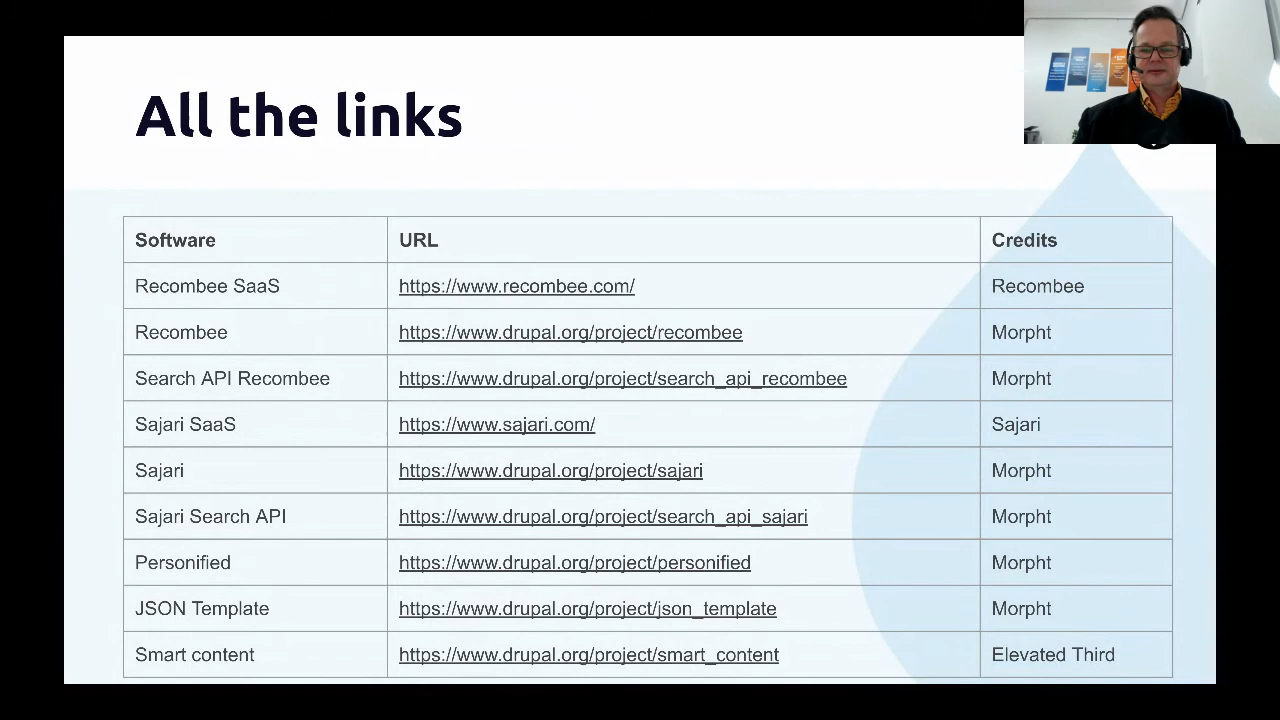 All the links
Software URL Credits
Recombee SaaS https://www.recombee.com/ Recombee
Recombee https://www.drupal.org/project/recombee Morpht
Search API Recombee https://www.drupal.org/project/search_api_recombee Morpht
Sajari SaaS https://www.sajari.com/ Sajari
Sajari https://www.drupal.org/project/sajari Morpht
Sajari Search API https://www.drupal.org/project/search_api_sajari Morpht
Personified https://www.drupal.org/project/personified Morpht
JSON Template https://www.drupal.org/project/json_template Morpht
Smart content https://www.drupal.org/project/smart_content Elevated Third